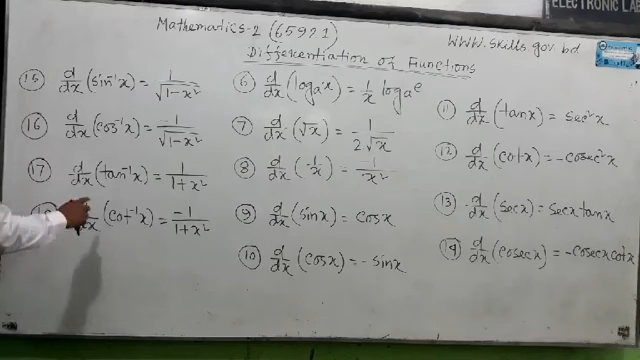 ELECTRONIC LAB
Mathematics-2 (65921)
www.skills.gov bd
Differentiation of Functions
⑮ d/dx (sin⁻¹x) = 1/√(1-x²)
⑯ d/dx (cos⁻¹x) = -1/√(1-x²)
⑰ d/dx (tan⁻¹x) = 1/(1+x²)
d/dx (cot⁻¹x) = -1/(1+x²)
⑥ d/dx (logₐx) = 1/x logₐe
⑦ d/dx (√x) = 1/(2√x)
⑧ d/dx (1/x) = -1/x²
⑨ d/dx (sinx) = cosx
⑩ d/dx (cosx) = -sinx
⑪ d/dx (tanx) = sec²x
⑫ d/dx (cotx) = -cosec²x
⑬ d/dx (secx) = secx tanx
⑭ d/dx (cosecx) = -cosecx cotx